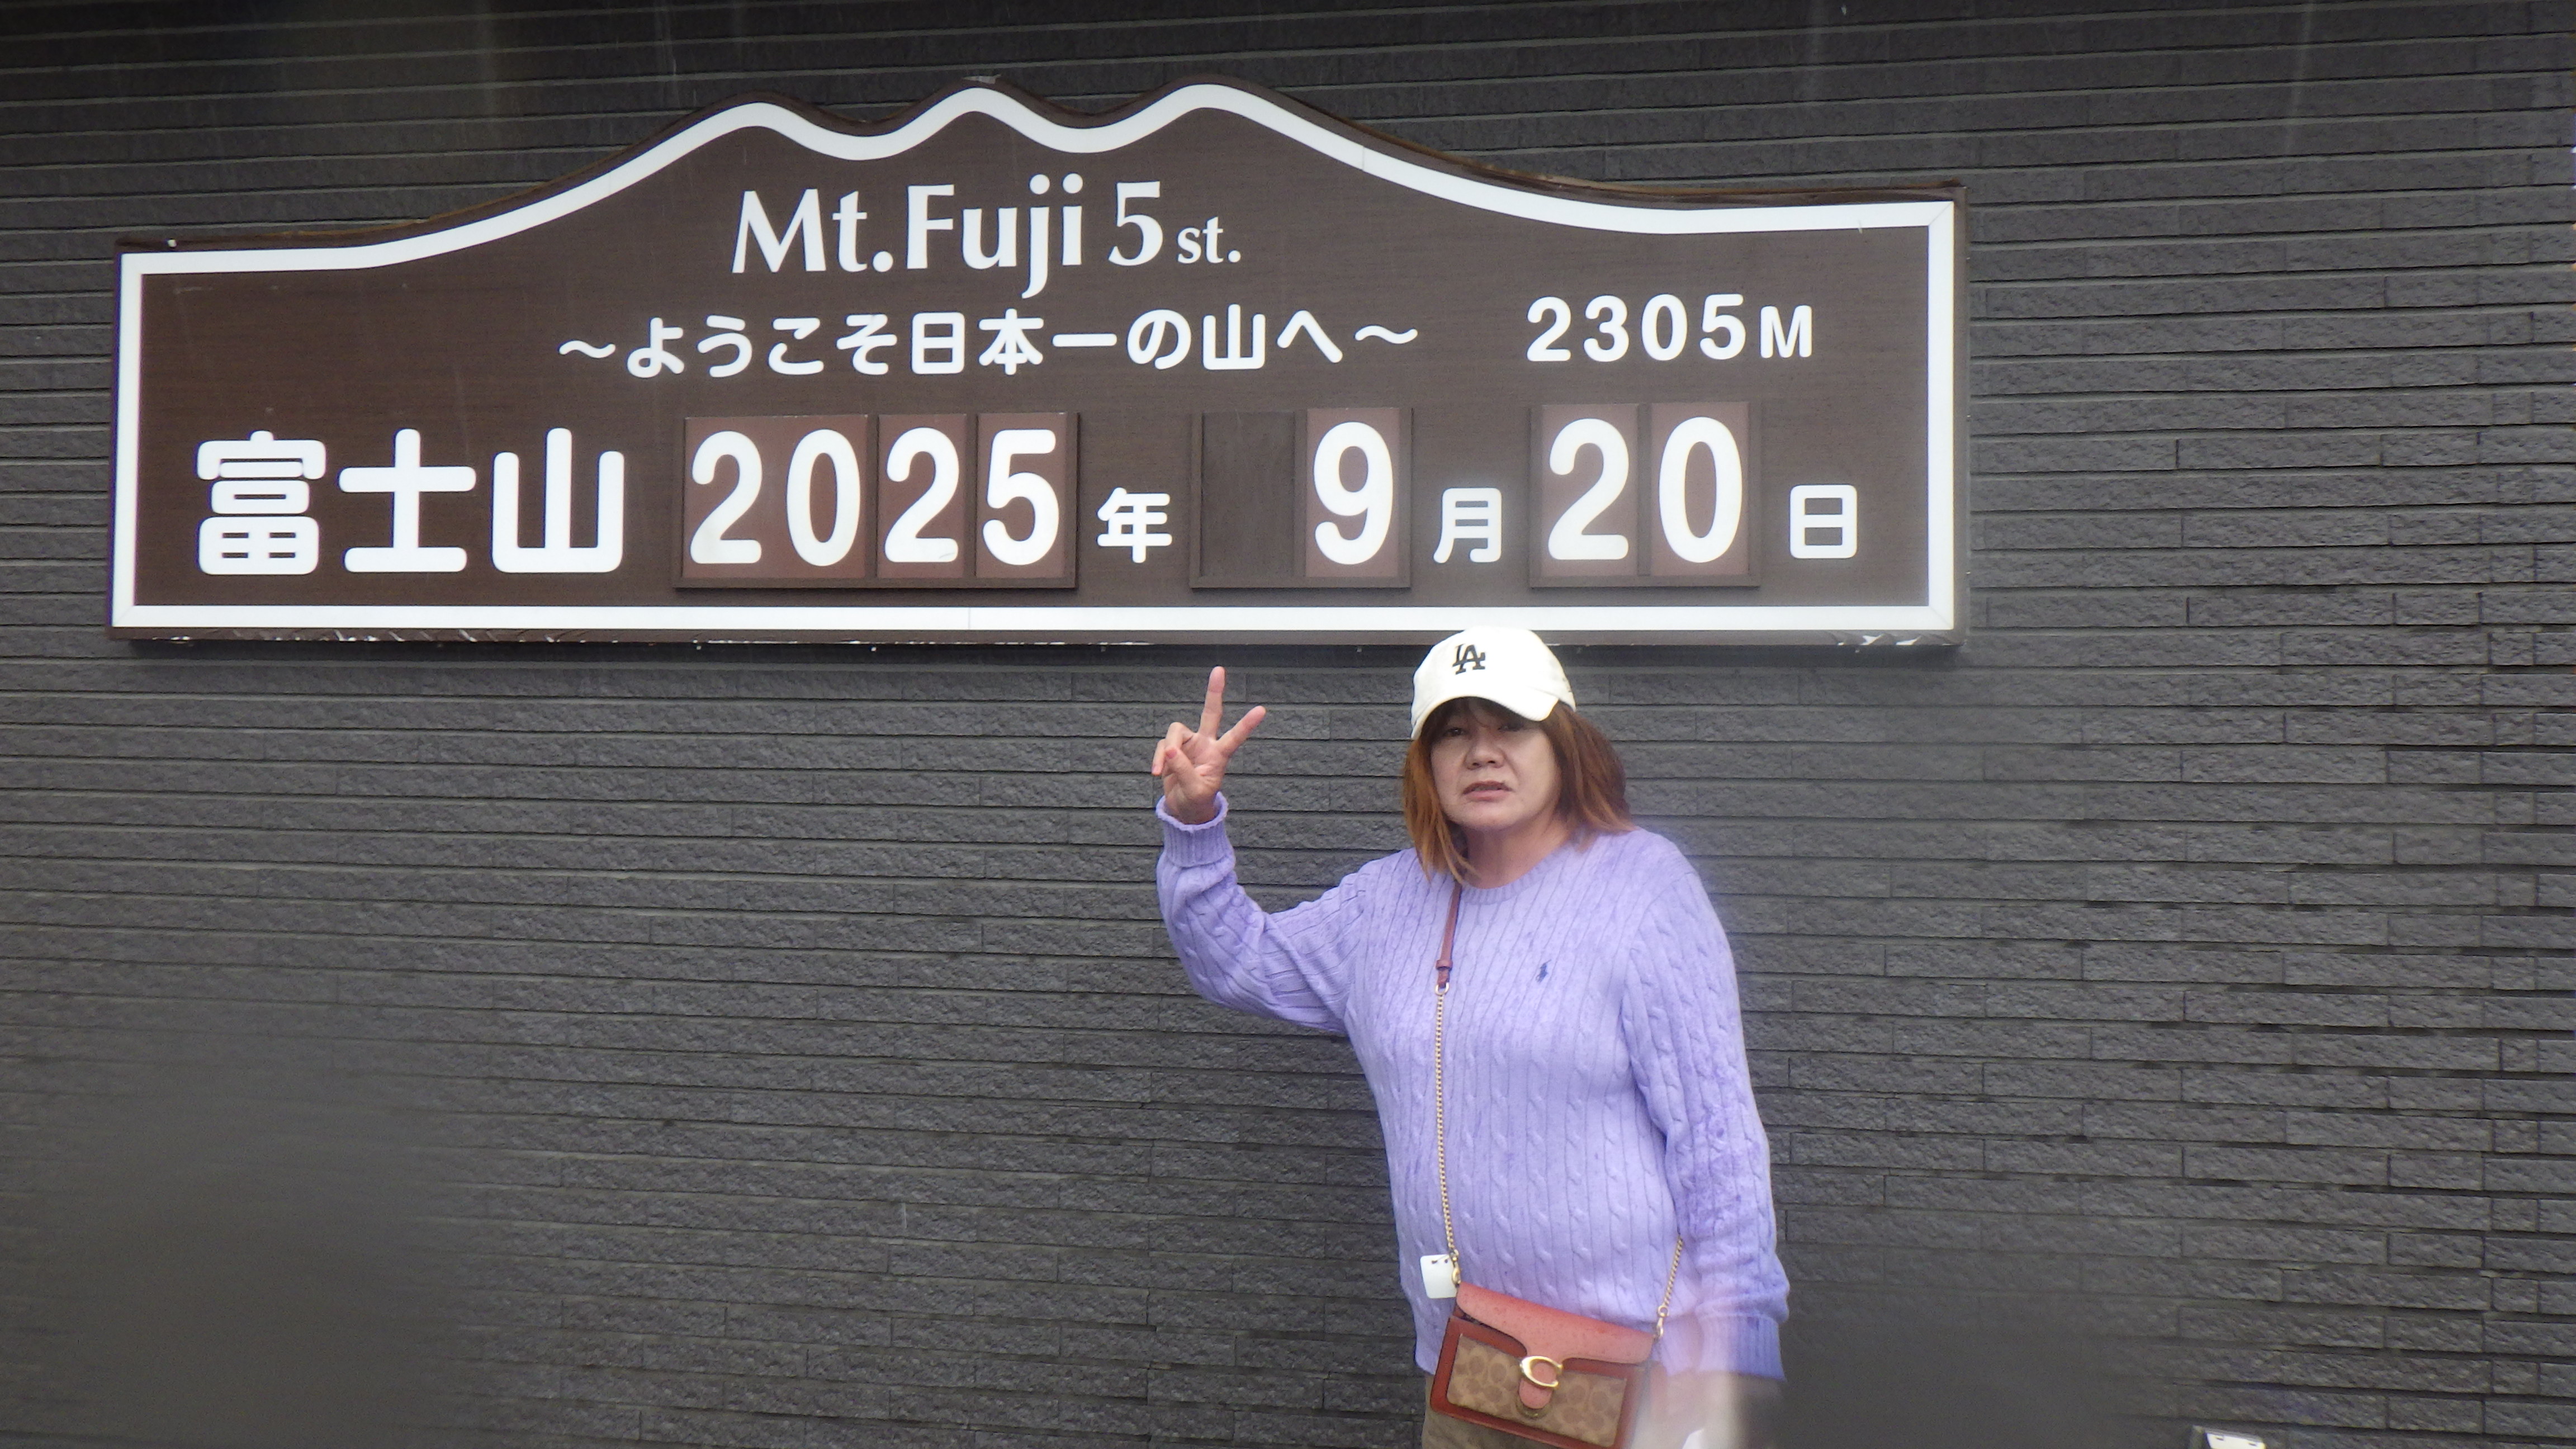 Mt.Fuji 5 st.
～ようこそ日本一の山へ～ 2305M
富士山 2025年 9月20日
LA